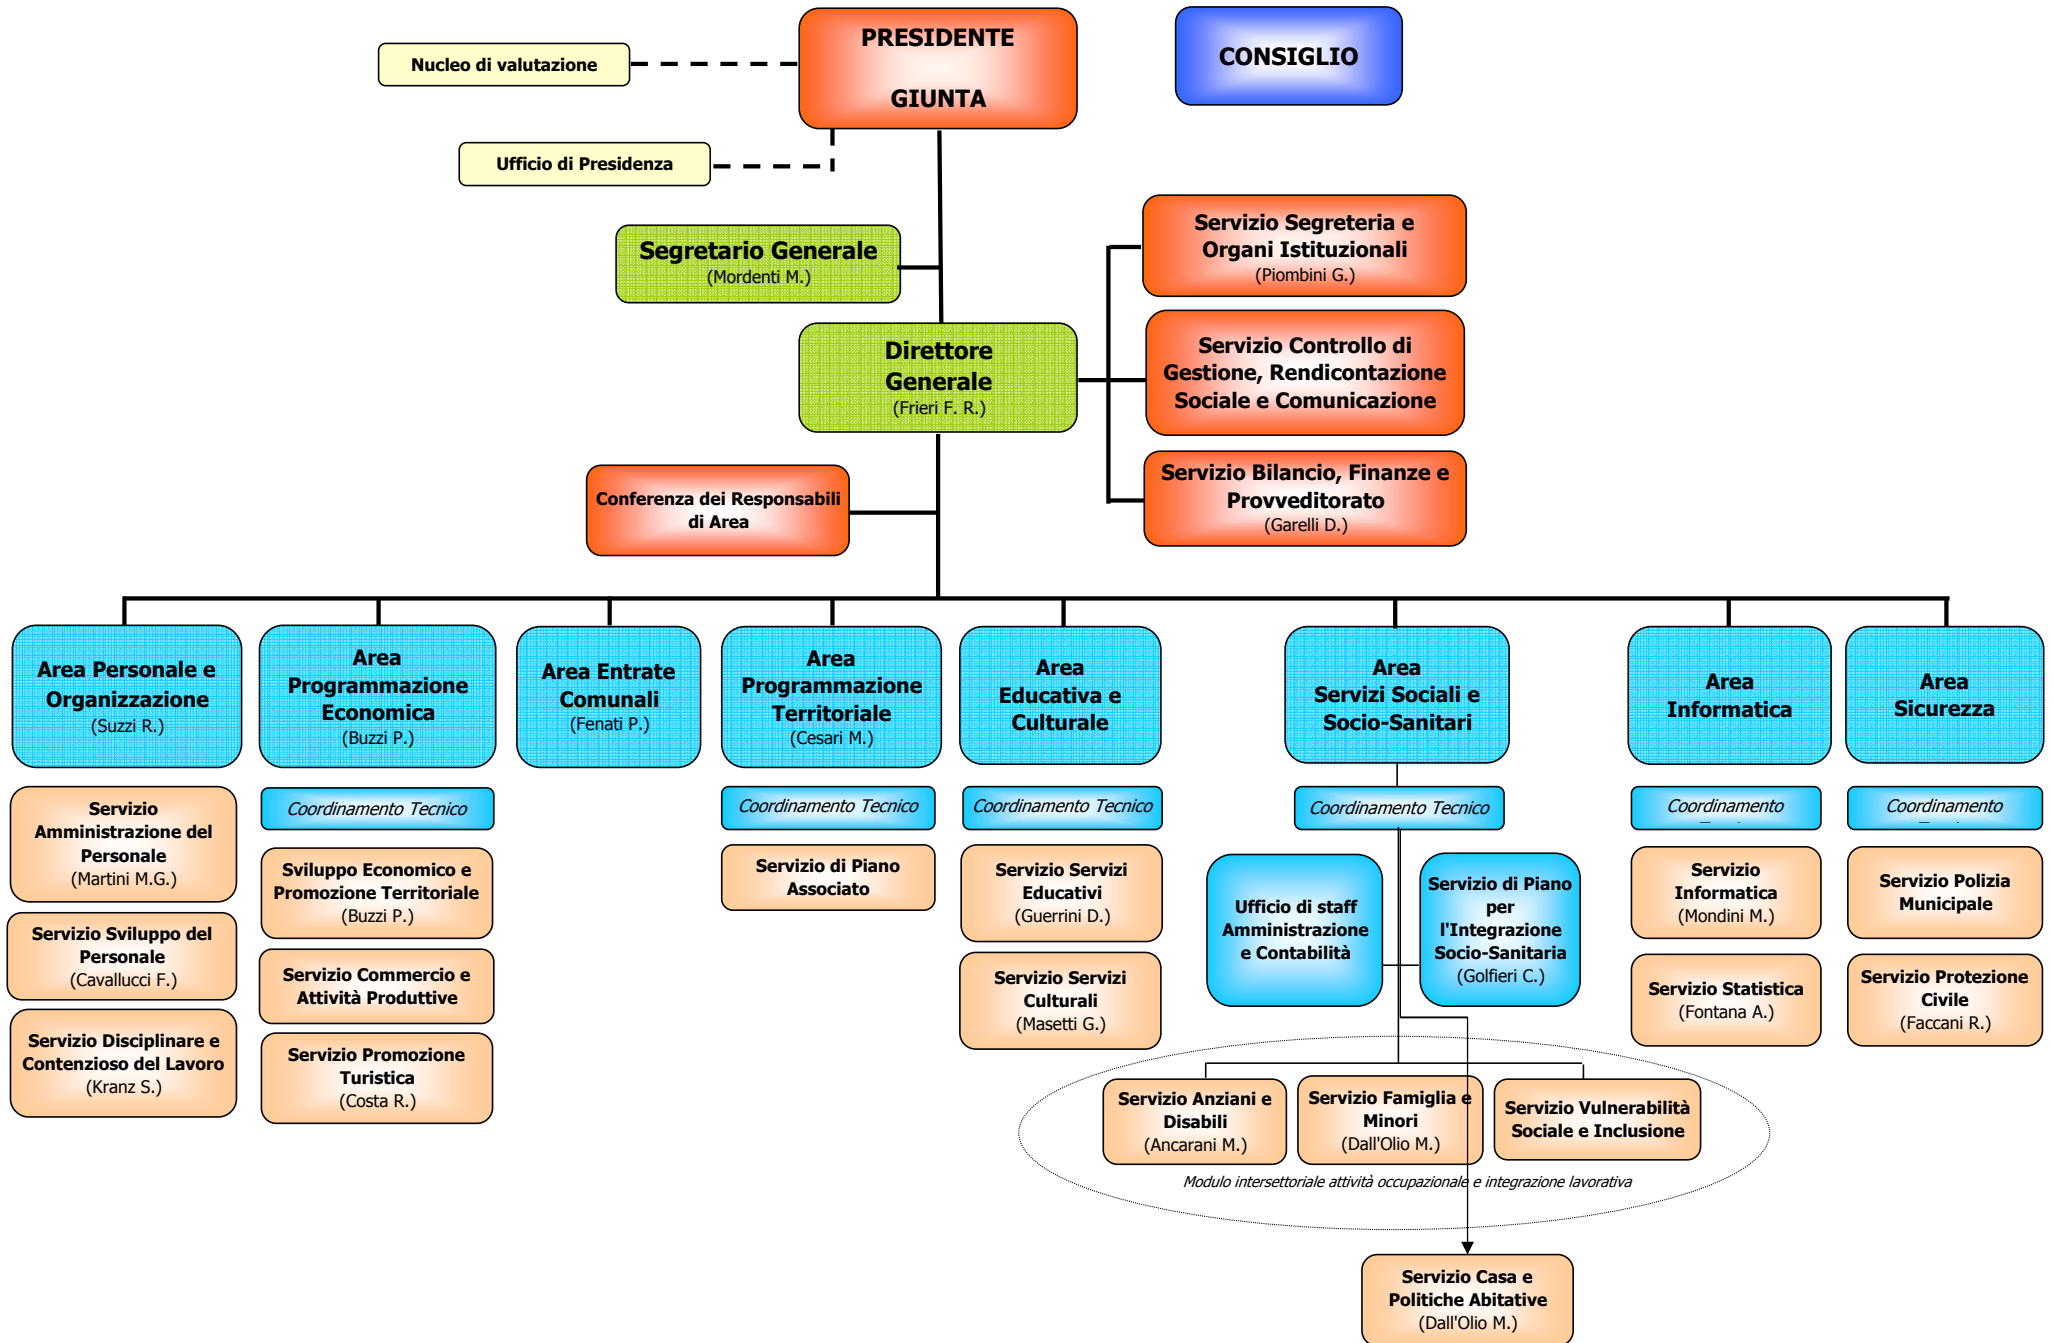 PRESIDENTE
GIUNTA
CONSIGLIO
Nucleo di valutazione
Ufficio di Presidenza
Segretario Generale
(Mordenti M.)
Servizio Segreteria e
Organi Istituzionali
(Piombini G.)
Direttore
Generale
(Frieri F. R.)
Servizio Controllo di
Gestione, Rendicontazione
Sociale e Comunicazione
Conferenza dei Responsabili
di Area
Servizio Bilancio, Finanze e
Provveditorato
(Garelli D.)
Area Personale e
Organizzazione
(Suzzi R.)
Area
Programmazione
Economica
(Buzzi P.)
Area Entrate
Comunali
(Fenati P.)
Area
Programmazione
Territoriale
(Cesari M.)
Area
Educativa e
Culturale
Area
Servizi Sociali e
Socio-Sanitari
Area
Informatica
Area
Sicurezza
Servizio
Amministrazione del
Personale
(Martini M.G.)
Servizio Sviluppo del
Personale
(Cavallucci F.)
Servizio Disciplinare e
Contenzioso del Lavoro
(Kranz S.)
Coordinamento Tecnico
Sviluppo Economico e
Promozione Territoriale
(Buzzi P.)
Servizio Commercio e
Attività Produttive
Servizio Promozione
Turistica
(Costa R.)
Coordinamento Tecnico
Servizio di Piano
Associato
Coordinamento Tecnico
Servizio Servizi
Educativi
(Guerrini D.)
Servizio Servizi
Culturali
(Masetti G.)
Coordinamento Tecnico
Ufficio di staff
Amministrazione
e Contabilità
Servizio di Piano
per
l'Integrazione
Socio-Sanitaria
(Golfieri C.)
Servizio Anziani e
Disabili
(Ancarani M.)
Servizio Famiglia e
Minori
(Dall'Olio M.)
Servizio Vulnerabilità
Sociale e Inclusione
Modulo intersettoriale attività occupazionale e integrazione lavorativa
Servizio Casa e
Politiche Abitative
(Dall'Olio M.)
Coordinamento
Servizio
Informatica
(Mondini M.)
Servizio Statistica
(Fontana A.)
Coordinamento
Servizio Polizia
Municipale
Servizio Protezione
Civile
(Faccani R.)